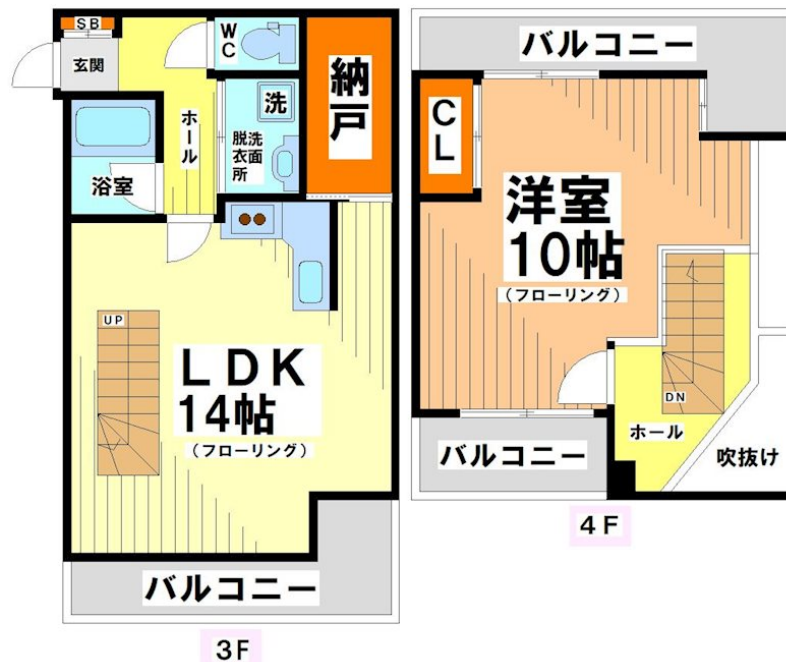 SB
玄関
WC
納戸
ホール
洗
洗面
脱衣所
浴室
UP
LDK
14帖
（フローリング）
バルコニー
3F
バルコニー
CL
洋室
10帖
（フローリング）
DN
ホール
吹抜け
バルコニー
4F